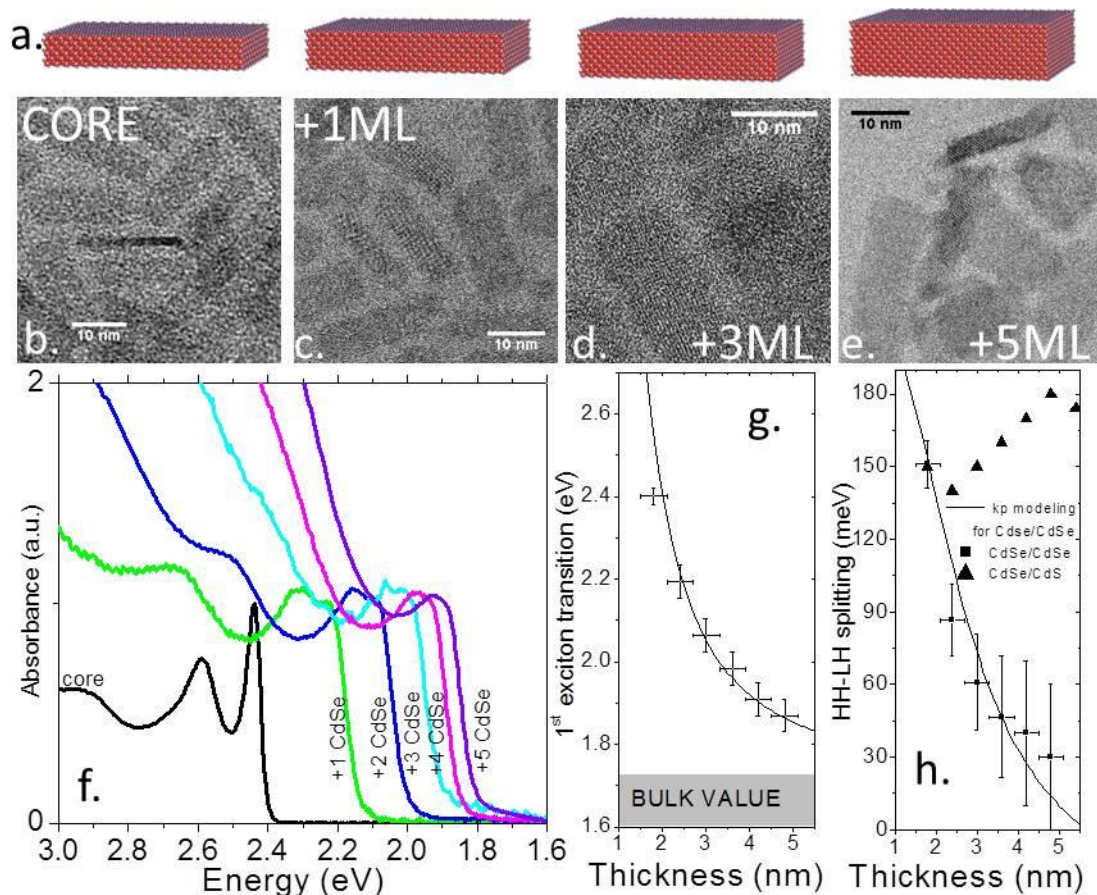 a.
CORE
10 nm
b.
+1ML
10 nm
c.
10 nm
d.
+3ML
10 nm
e.
+5ML
2
Absorbance (a.u.)
0
core
+1 CdSe
+2 CdSe
+3 CdSe
+4 CdSe
+5 CdSe
f.
3.0 2.8 2.6 2.4 2.2 2.0 1.8 1.6
Energy (eV)
g.
1st exciton transition (eV)
2.6
2.4
2.2
2.0
1.8
1.6
BULK VALUE
1 2 3 4 5
Thickness (nm)
HH-LH splitting (meV)
180
150
120
90
60
30
0
kp modeling
for Cdse/CdSe
CdSe/CdSe
CdSe/CdS
h.
1 2 3 4 5
Thickness (nm)